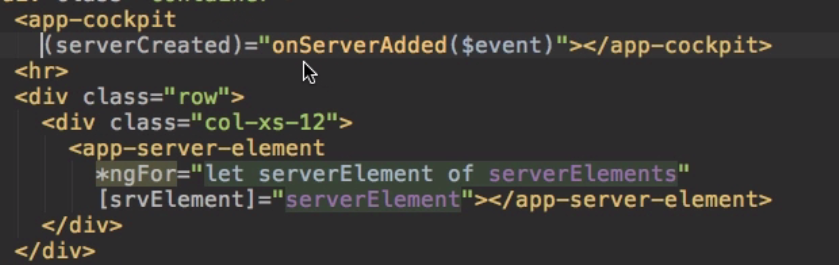 <app-cockpit
(serverCreated)="onServerAdded($event)"></app-cockpit>
<hr>
<div class="row">
<div class="col-xs-12">
<app-server-element
*ngFor="let serverElement of serverElements"
[srvElement]="serverElement"></app-server-element>
</div>
</div>